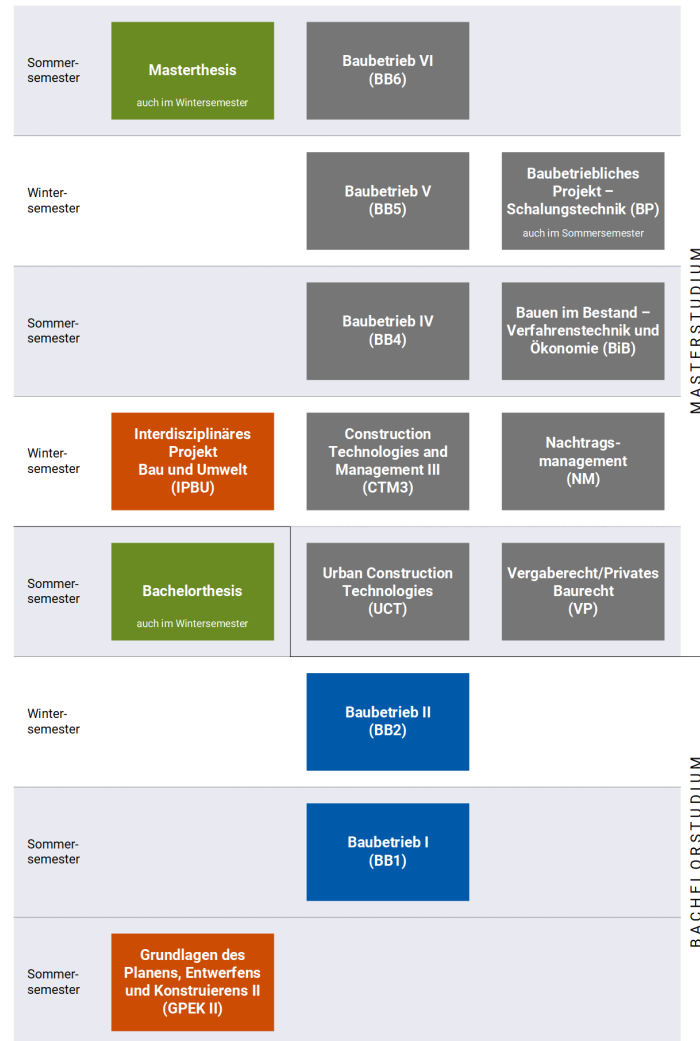 Sommer-
semester
Masterthesis
auch im Wintersemester
Baubetrieb VI
(BB6)
Winter-
semester
Baubetrieb V
(BB5)
Baubetriebliches
Projekt –
Schalungstechnik (BP)
auch im Sommersemester
Sommer-
semester
Baubetrieb IV
(BB4)
Bauen im Bestand –
Verfahrenstechnik und
Ökonomie (BiB)
MASTERSTUDIUM
Winter-
semester
Interdisziplinäres
Projekt
Bau und Umwelt
(IPBU)
Construction
Technologies and
Management III
(CTM3)
Nachtrags-
management
(NM)
Sommer-
semester
Bachelorthesis
auch im Wintersemester
Urban Construction
Technologies
(UCT)
Vergaberecht/Privates
Baurecht
(VP)
Winter-
semester
Baubetrieb II
(BB2)
Sommer-
semester
Baubetrieb I
(BB1)
BACHELORSTUDIUM
Sommer-
semester
Grundlagen des
Planens, Entwerfens
und Konstruierens II
(GPEK II)